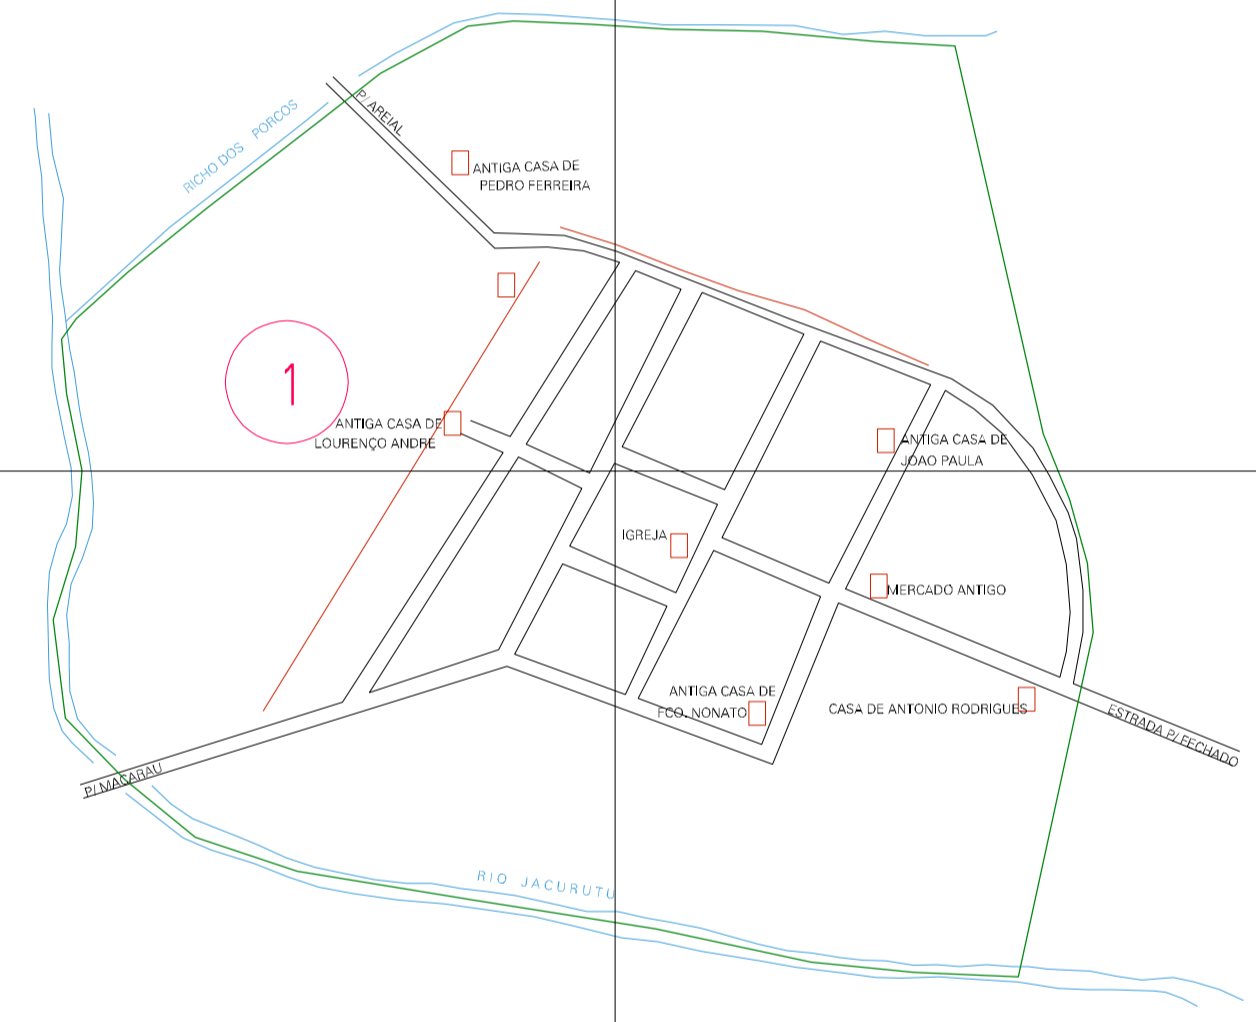 P/ AREIAL
RICHO DOS PORCOS
ANTIGA CASA DE
PEDRO FERREIRA
1
ANTIGA CASA DE
LOURENÇO ANDRE
ANTIGA CASA DE
JOAO PAULA
IGREJA
MERCADO ANTIGO
ANTIGA CASA DE
FCO. NONATO
CASA DE ANTONIO RODRIGUES
ESTRADA P/ FECHADO
P/ MACARAU
RIO JACURUTU